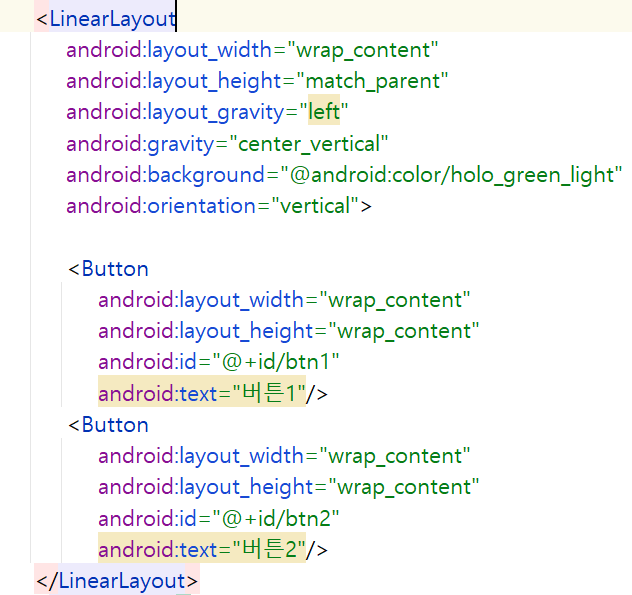 <LinearLayout
android:layout_width="wrap_content"
android:layout_height="match_parent"
android:layout_gravity="left"
android:gravity="center_vertical"
android:background="@android:color/holo_green_light"
android:orientation="vertical">
<Button
android:layout_width="wrap_content"
android:layout_height="wrap_content"
android:id="@+id/btn1"
android:text="버튼1"/>
<Button
android:layout_width="wrap_content"
android:layout_height="wrap_content"
android:id="@+id/btn2"
android:text="버튼2"/>
</LinearLayout>